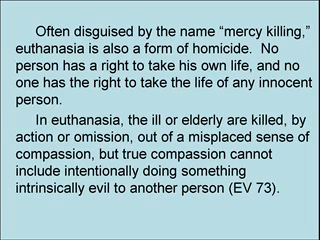 Often disguised by the name “mercy killing,”
euthanasia is also a form of homicide.  No
person has a right to take his own life, and no
one has the right to take the life of any innocent
person.
In euthanasia, the ill or elderly are killed, by
action or omission, out of a misplaced sense of
compassion, but true compassion cannot
include intentionally doing something
intrinsically evil to another person (EV 73).